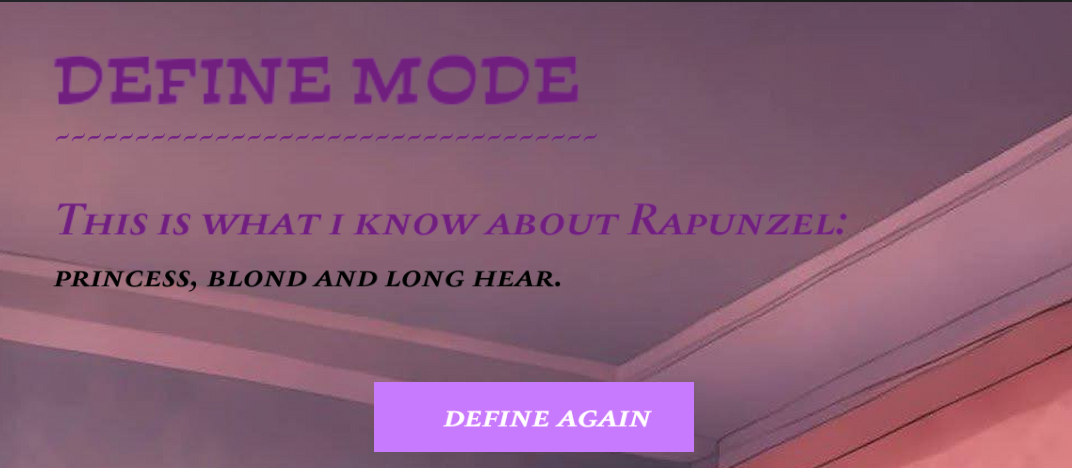 DEFINE MODE
~~~~~~~~~~~~~~~~~~~~~~~~~~~~~~~~~~
This is what i know about Rapunzel:
princess, blond and long hear.
DEFINE AGAIN